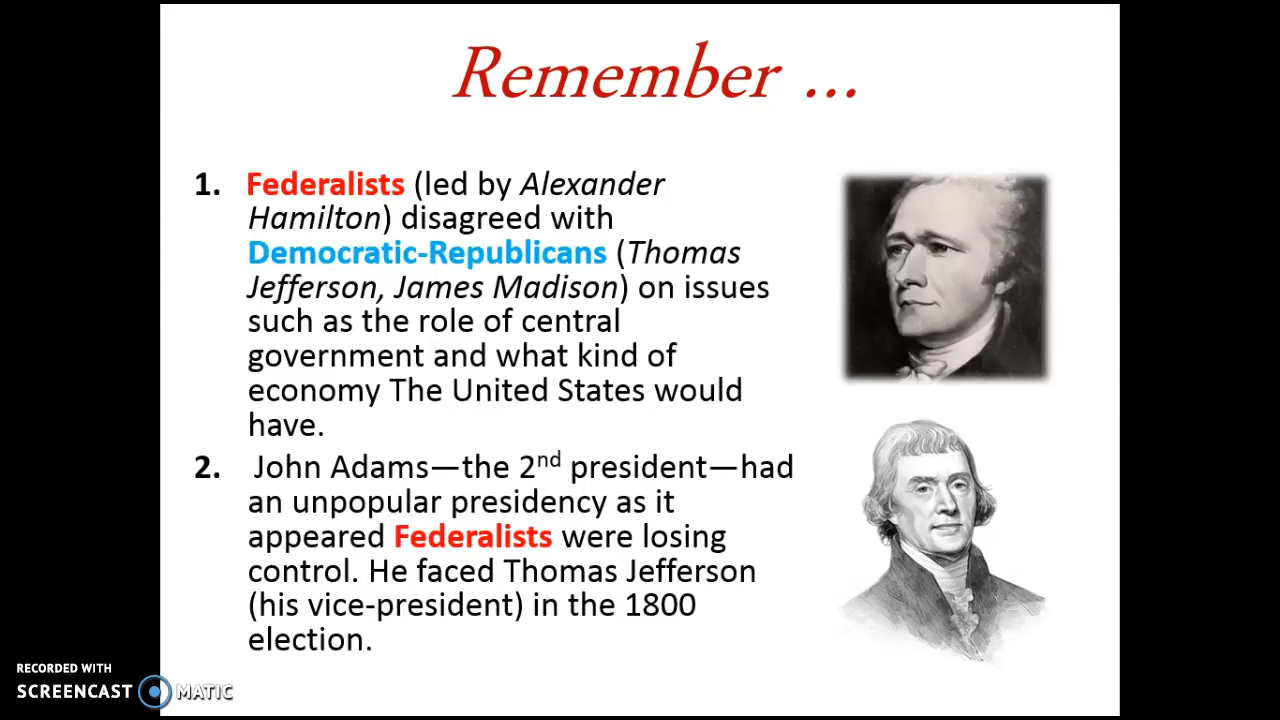 Remember ...
1. Federalists (led by Alexander
Hamilton) disagreed with
Democratic-Republicans (Thomas
Jefferson, James Madison) on issues
such as the role of central
government and what kind of
economy The United States would
have.
2. John Adams—the 2nd president—had
an unpopular presidency as it
appeared Federalists were losing
control. He faced Thomas Jefferson
(his vice-president) in the 1800
election.
RECORDED WITH
SCREENCAST MATIC